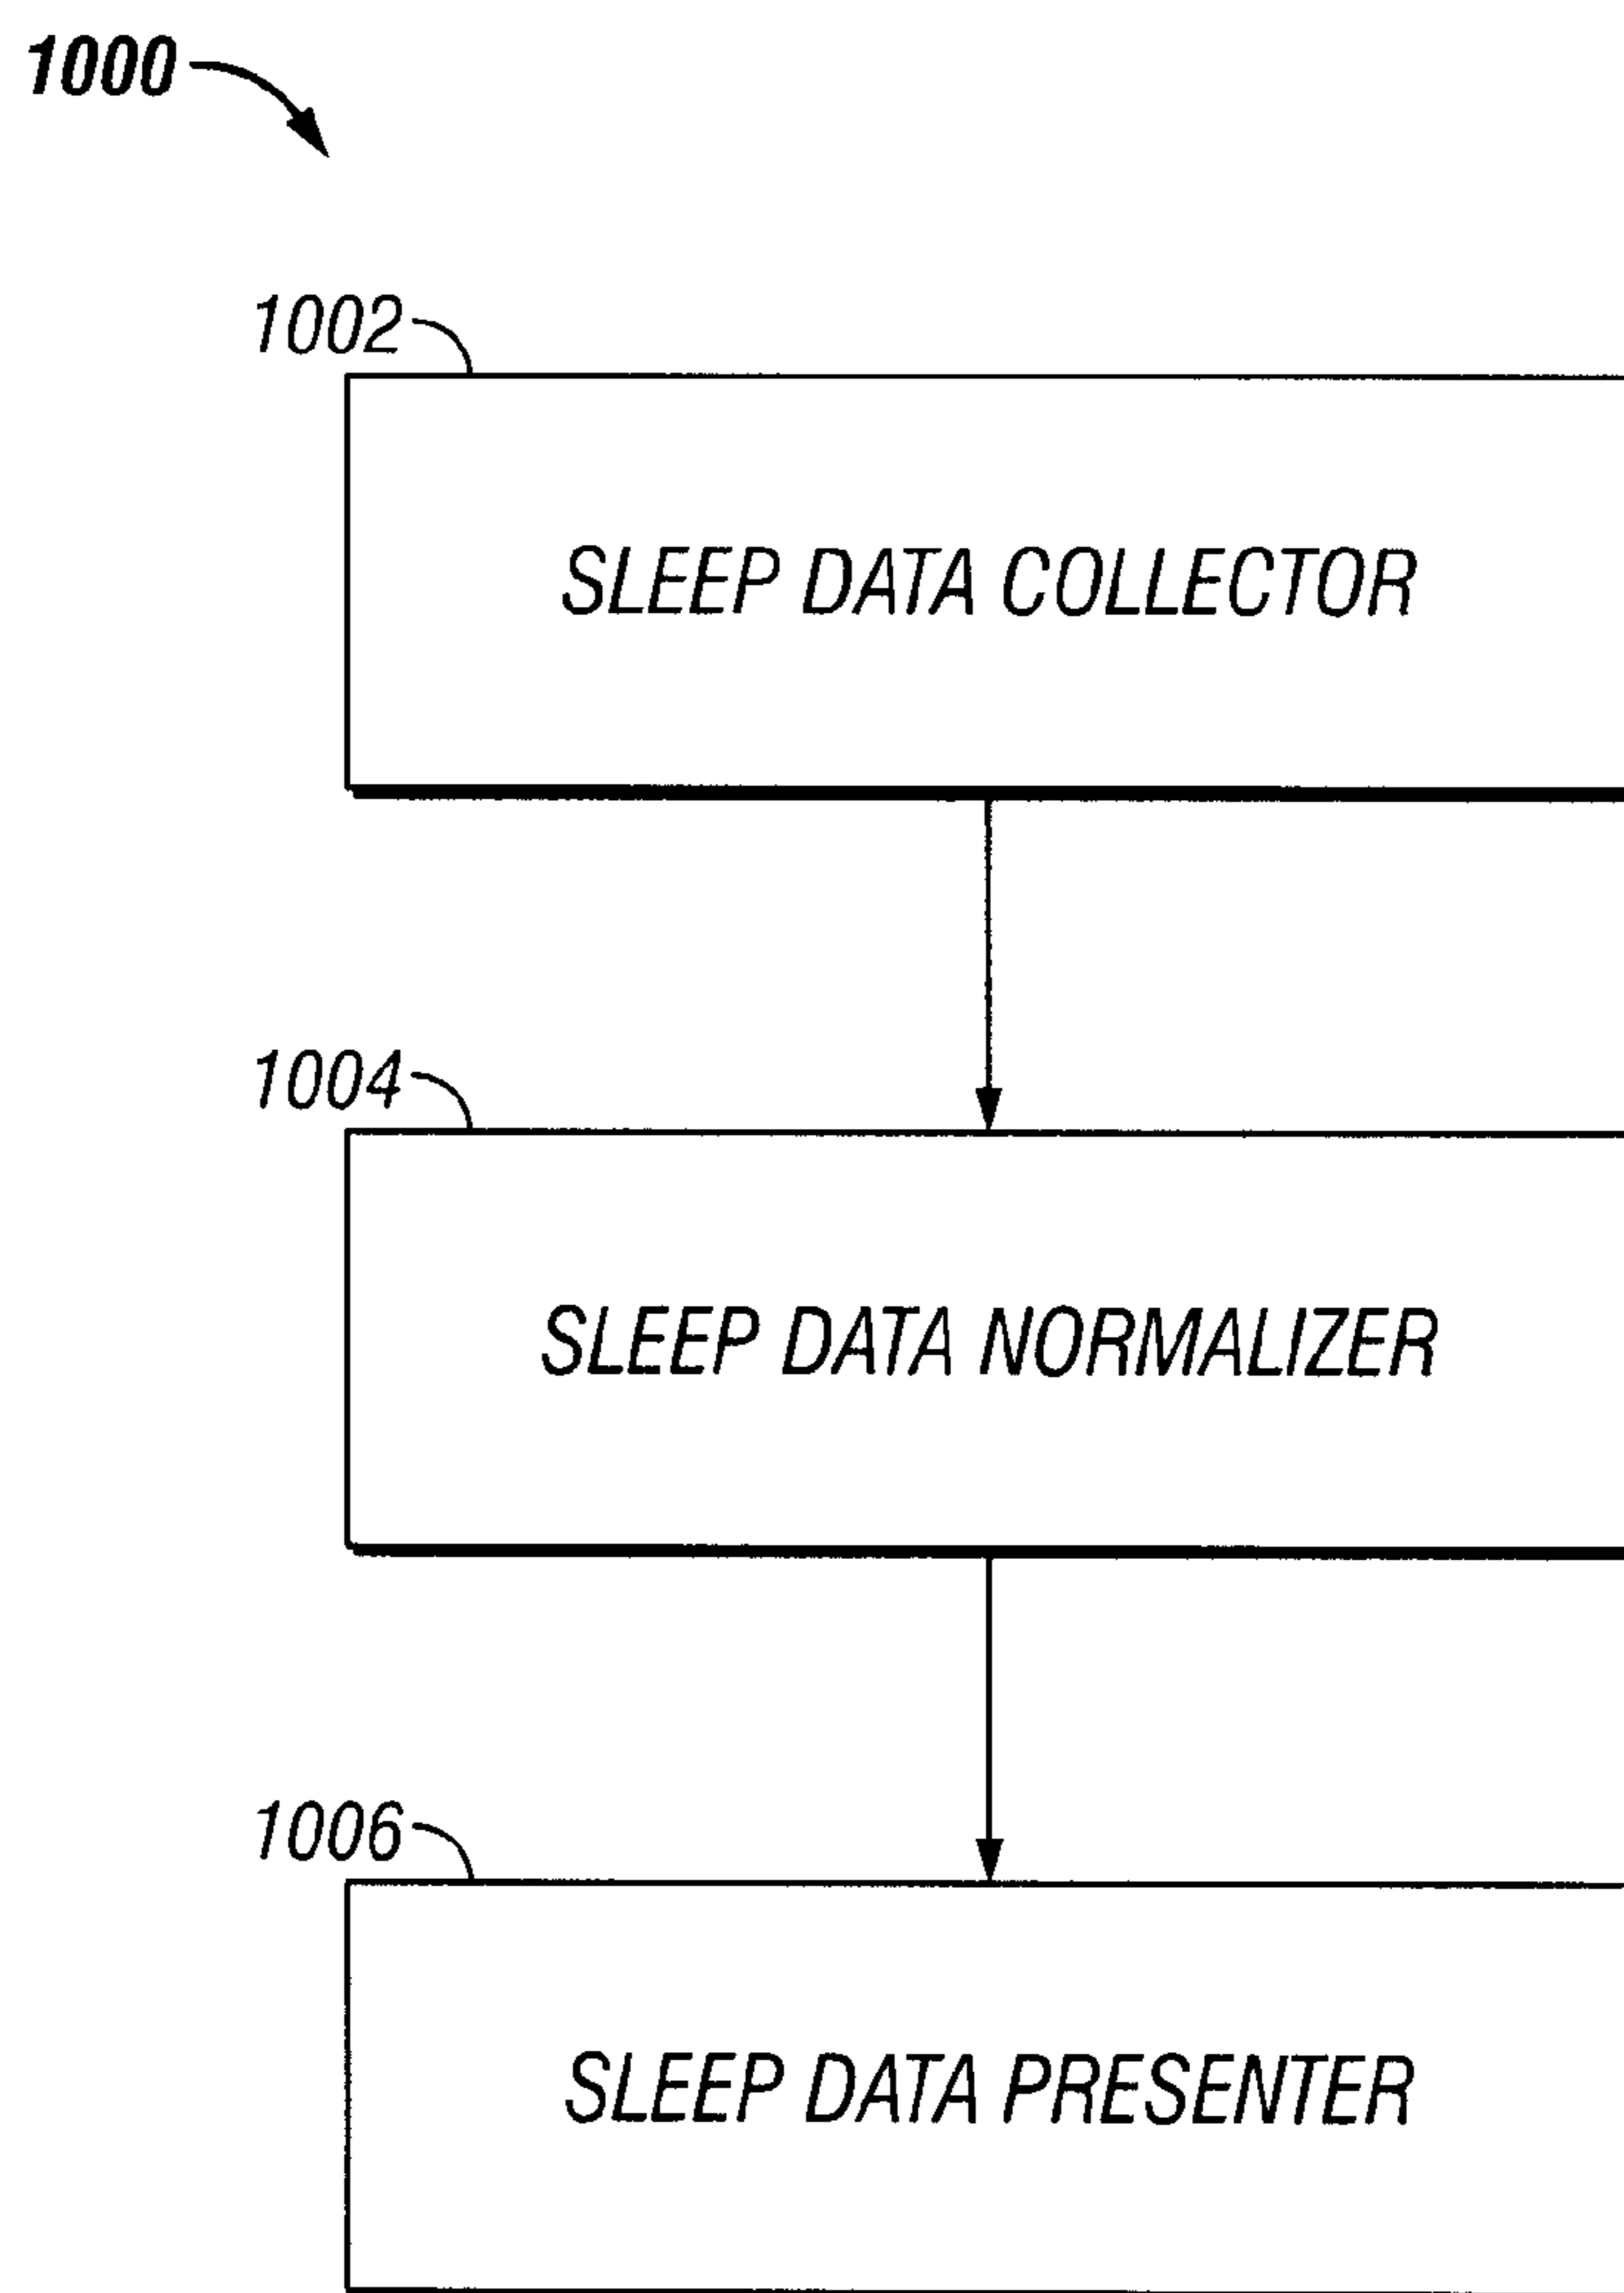 1000
1002
SLEEP DATA COLLECTOR
1004
SLEEP DATA NORMALIZER
1006
SLEEP DATA PRESENTER